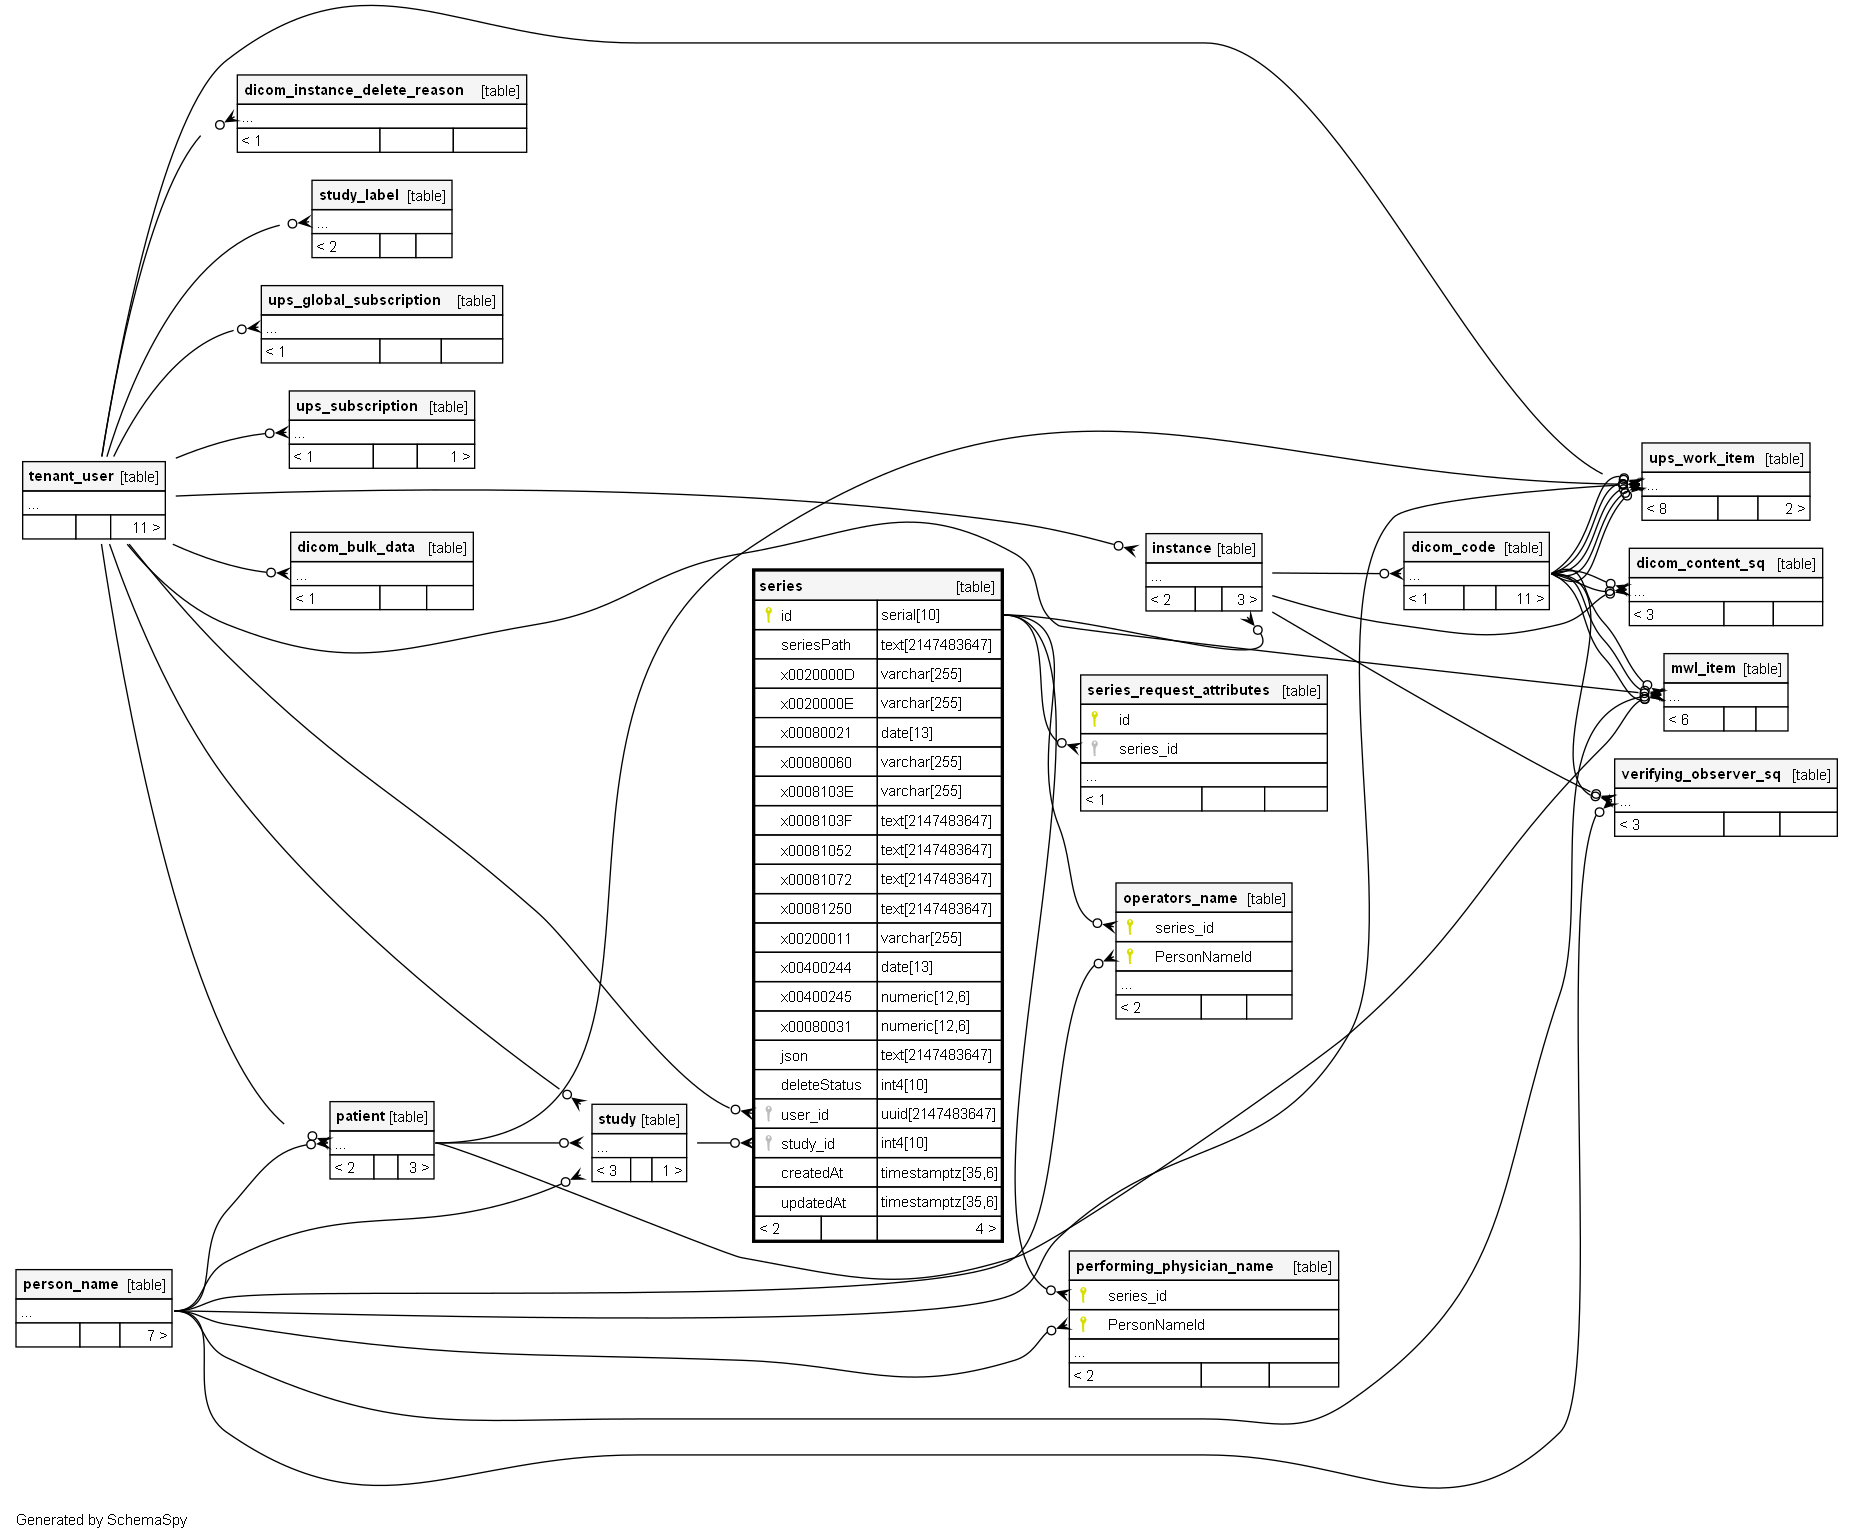 dicom_instance_delete_reason [table]
...
< 1
study_label [table]
...
< 2
ups_global_subscription [table]
...
< 1
ups_subscription [table]
...
< 1 1 >
tenant_user [table]
...
11 >
dicom_bulk_data [table]
...
< 1
series [table]
id serial[10]
seriesPath text[2147483647]
x0020000D varchar[255]
x0020000E varchar[255]
x00080021 date[13]
x00080060 varchar[255]
x0008103E varchar[255]
x0008103F text[2147483647]
x00081052 text[2147483647]
x00081072 text[2147483647]
x00081250 text[2147483647]
x00200011 varchar[255]
x00400244 date[13]
x00400245 numeric[12,6]
x00080031 numeric[12,6]
json text[2147483647]
deleteStatus int4[10]
user_id uuid[2147483647]
study_id int4[10]
createdAt timestamptz[35,6]
updatedAt timestamptz[35,6]
< 2 4 >
instance [table]
...
< 2 3 >
dicom_code [table]
...
< 1 11 >
ups_work_item [table]
...
< 8 2 >
dicom_content_sq [table]
...
< 3
mwl_item [table]
...
< 6
verifying_observer_sq [table]
...
< 3
series_request_attributes [table]
id
series_id
...
< 1
operators_name [table]
series_id
PersonNameId
...
< 2
patient [table]
...
< 2 3 >
study [table]
...
< 3 1 >
person_name [table]
...
7 >
performing_physician_name [table]
series_id
PersonNameId
...
< 2
Generated by SchemaSpy